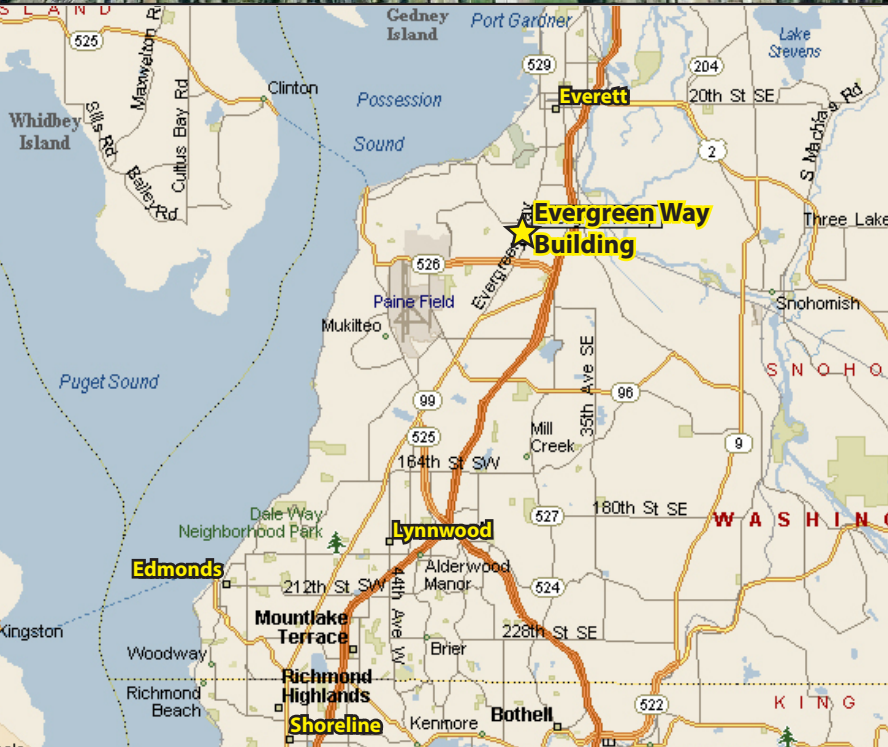 SLAND
Gedney
Island
Port Gardner
525
Maxwelton
Lake
Stevens
529
204
Clinton
Everett
20th St SE
Possession
Sound
Whidbey
Island
Sills Rd
Cultus Bay Rd
Bailey Rd
S Machias Rd
2
Evergreen Way
Building
Three Lake
Evergreen
526
Paine Field
Mukilteo
Snohomish
35th Ave SE
Puget Sound
SNOHO
99
96
525
Mill
Creek
9
164th St SW
Dale Way
Neighborhood Park
527
180th St SE
WASHING
Lynnwood
Edmonds
Alderwood
Manor
212th St SW
44th Ave W
524
Mountlake
Terrace
Kingston
228th St SE
Brier
Woodway
Richmond
Highlands
Richmond
Beach
522
KING
Shoreline
Kenmore
Bothell